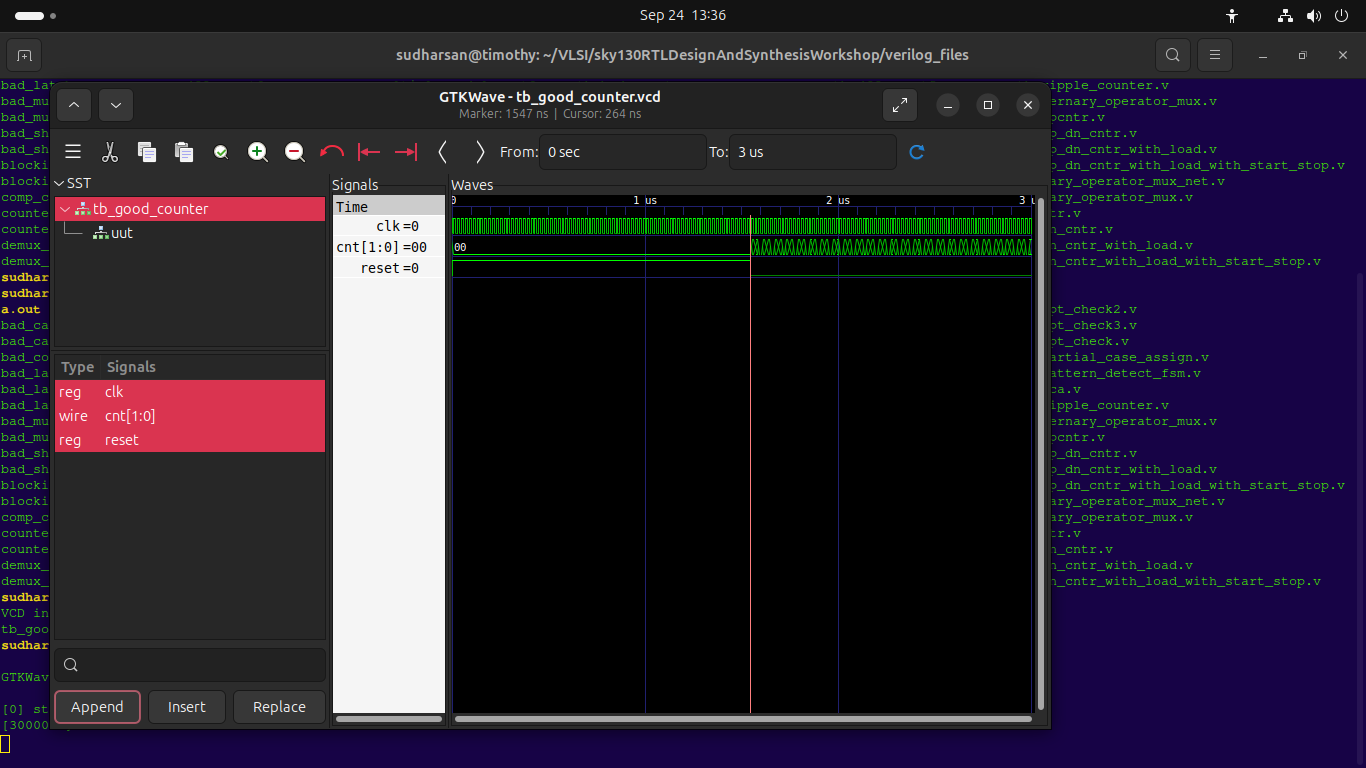 Sep 24 13:36
sudharsan@timothy: ~/VLSI/sky130RTLDesignAndSynthesisWorkshop/verilog_files
GTKWave - tb_good_counter.vcd
Marker: 1547 ns | Cursor: 264 ns
From: 0 sec To: 3 us
SST
tb_good_counter
uut
Type Signals
reg clk
wire cnt[1:0]
reg reset
Append Insert Replace
Signals
Time
clk=0
cnt[1:0]=00
reset=0
Waves
0 1 us 2 us 3 u
00
bad_lat
bad_mu
bad_mu
bad_sh
bad_sh
blocki
blocki
comp_c
counte
counte
demux_
demux_
sudhar
sudhar
a.out
bad_ca
bad_ca
bad_co
bad_la
bad_la
bad_la
bad_mu
bad_mu
bad_sh
bad_sh
blocki
blocki
comp_c
counte
counte
demux_
demux_
sudhar
VCD in
tb_goo
sudhar
GTKWav
[0] st
[30000
ipple_counter.v
ernary_operator_mux.v
pcntr.v
p_dn_cntr.v
p_dn_cntr_with_load.v
p_dn_cntr_with_load_with_start_stop.v
ary_operator_mux_net.v
ary_operator_mux.v
tr.v
n_cntr.v
n_cntr_with_load.v
n_cntr_with_load_with_start_stop.v
pt_check2.v
pt_check3.v
pt_check.v
artial_case_assign.v
attern_detect_fsm.v
ca.v
ipple_counter.v
ernary_operator_mux.v
pcntr.v
p_dn_cntr.v
p_dn_cntr_with_load.v
p_dn_cntr_with_load_with_start_stop.v
ary_operator_mux_net.v
ary_operator_mux.v
tr.v
n_cntr.v
n_cntr_with_load.v
n_cntr_with_load_with_start_stop.v